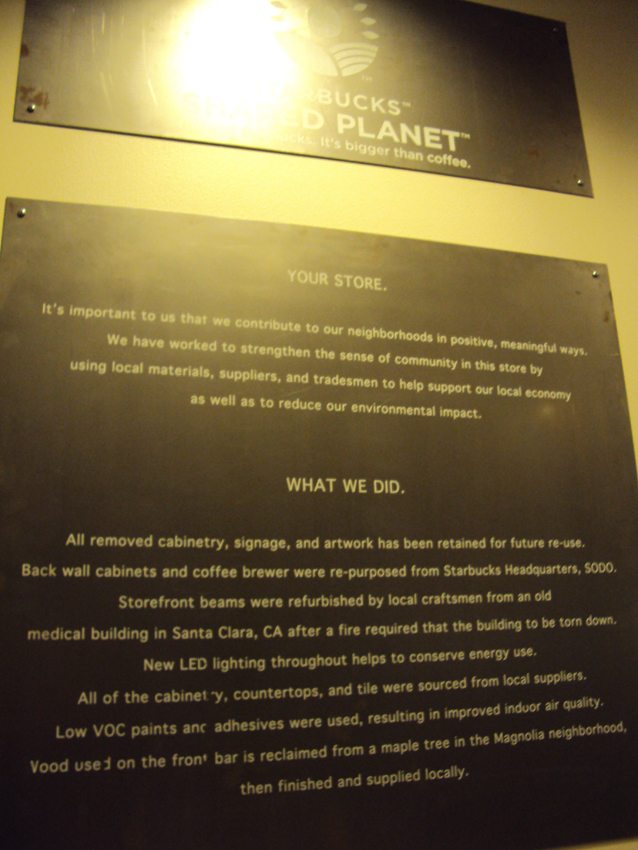 STARBUCKS™
SHARED PLANET™
It's bigger than coffee.
YOUR STORE.
It's important to us that we contribute to our neighborhoods in positive, meaningful ways.
We have worked to strengthen the sense of community in this store by
using local materials, suppliers, and tradesmen to help support our local economy
as well as to reduce our environmental impact.
WHAT WE DID.
All removed cabinetry, signage, and artwork has been retained for future re-use.
Back wall cabinets and coffee brewer were re-purposed from Starbucks Headquarters, SODO.
Storefront beams were refurbished by local craftsmen from an old
medical building in Santa Clara, CA after a fire required that the building to be torn down.
New LED lighting throughout helps to conserve energy use.
All of the cabinetry, countertops, and tile were sourced from local suppliers.
Low VOC paints and adhesives were used, resulting in improved indoor air quality.
Wood used on the front bar is reclaimed from a maple tree in the Magnolia neighborhood,
then finished and supplied locally.